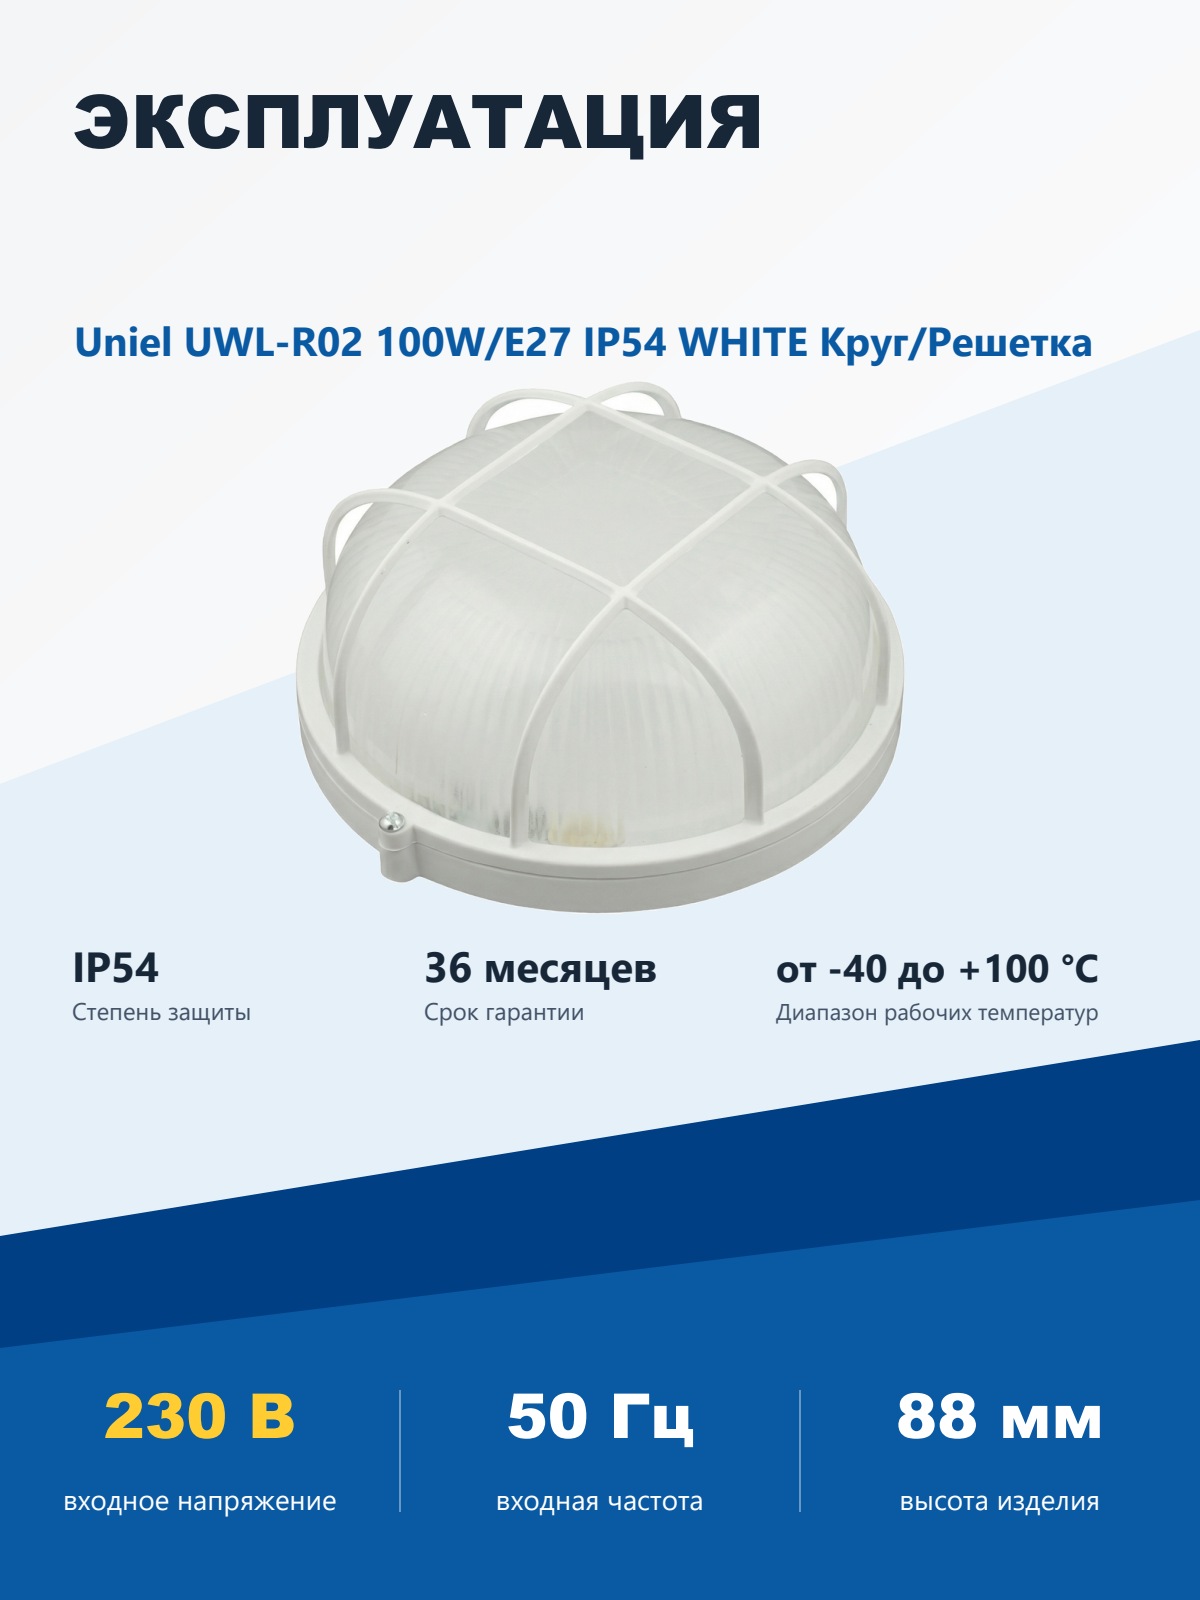 ЭКСПЛУАТАЦИЯ
Uniel UWL-R02 100W/E27 IP54 WHITE Круг/Решетка
IP54
Степень защиты
36 месяцев
Срок гарантии
от -40 до +100 °C
Диапазон рабочих температур
230 В
входное напряжение
50 Гц
входная частота
88 мм
высота изделия